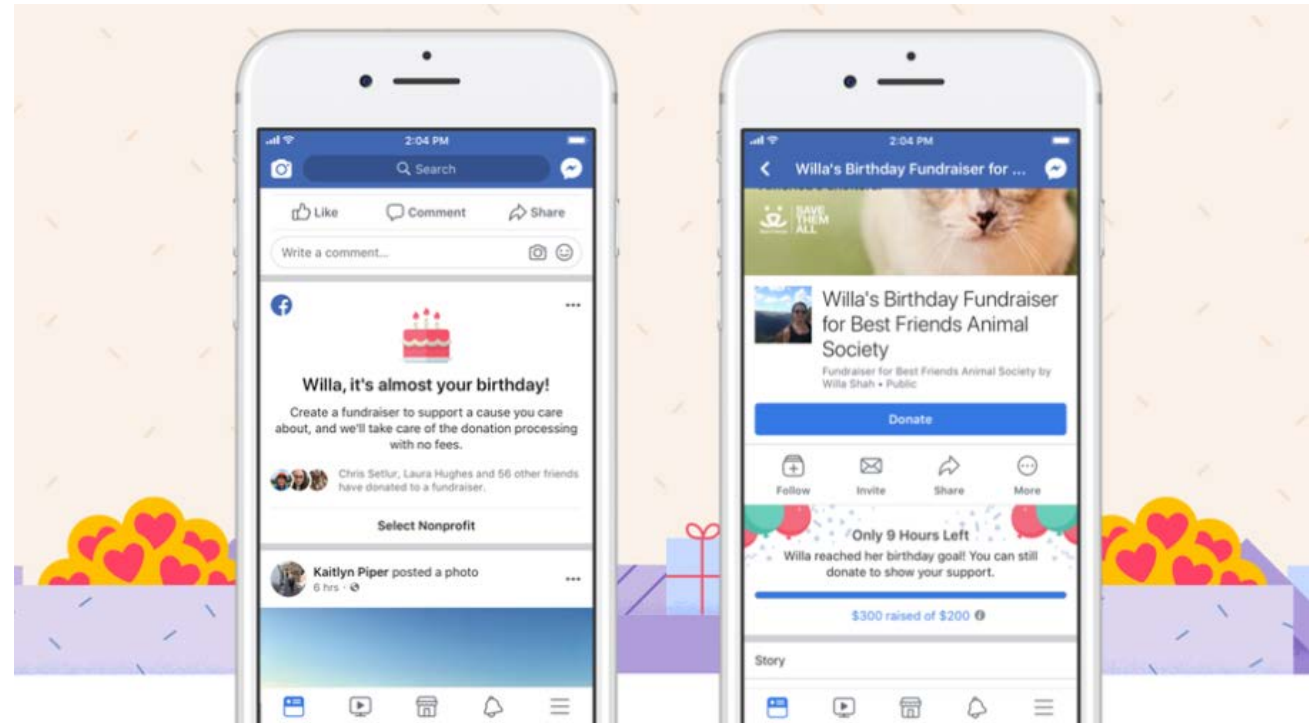 2:04 PM
Search
Like Comment Share
Write a comment...
Willa, it's almost your birthday!
Create a fundraiser to support a cause you care
about, and we'll take care of the donation processing
with no fees.
Chris Setlur, Laura Hughes and 56 other friends
have donated to a fundraiser.
Select Nonprofit
Kaitlyn Piper posted a photo
6 hrs
2:04 PM
Willa's Birthday Fundraiser for ...
SAVE
THEM
ALL
Willa's Birthday Fundraiser
for Best Friends Animal
Society
Fundraiser for Best Friends Animal Society by
Willa Shah • Public
Donate
Follow Invite Share More
Only 9 Hours Left
Willa reached her birthday goal! You can still
donate to show your support.
$300 raised of $200
Story